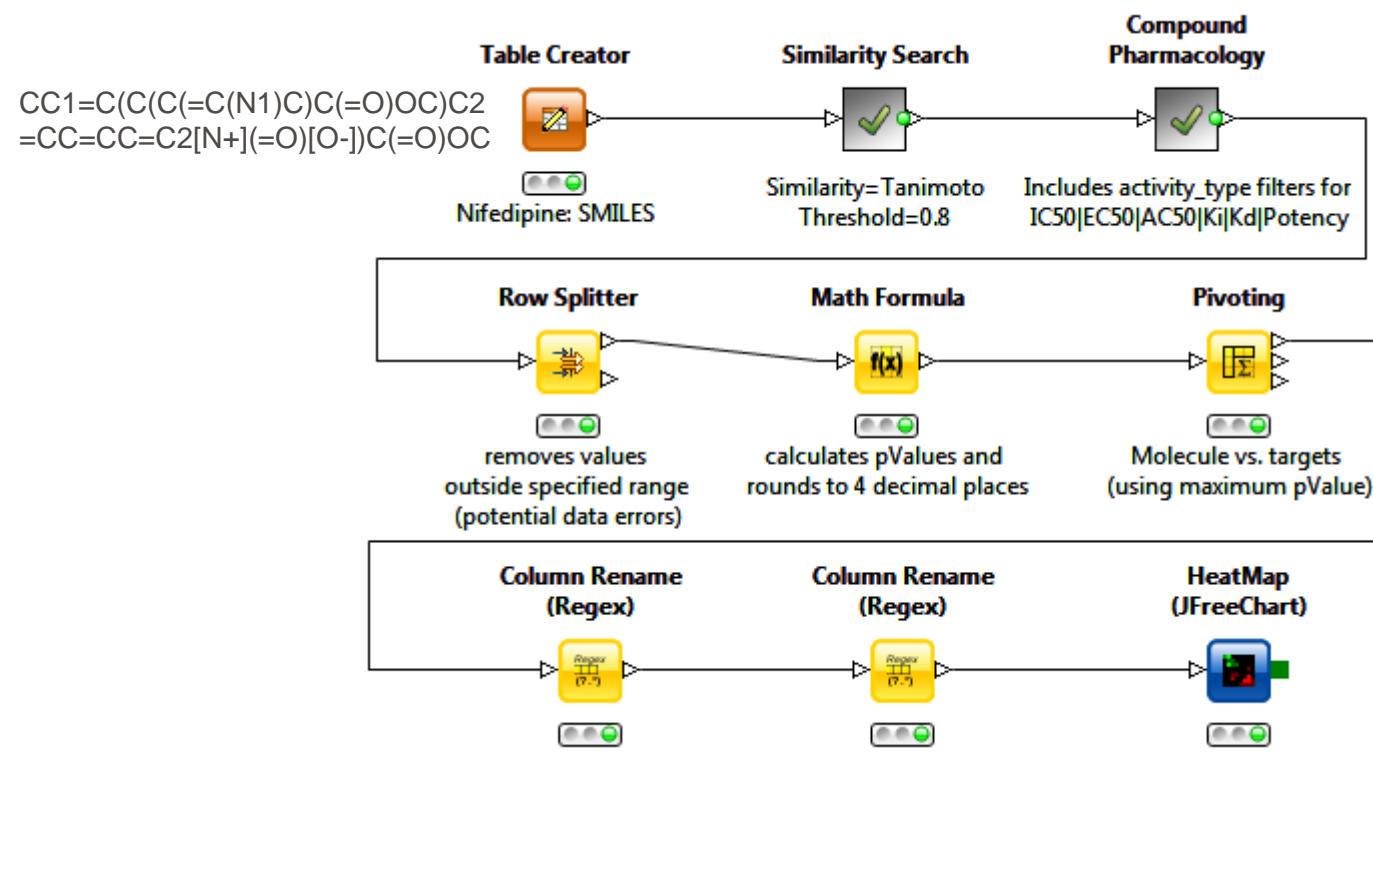 Compound
Table Creator Similarity Search Pharmacology
CC1=C(C(C(=C(N1)C)C(=O)OC)C2
=CC=CC=C2[N+](=O)[O-])C(=O)OC
Similarity=Tanimoto Includes activity_type filters for
Nifedipine: SMILES Threshold=0.8 IC50|EC50|AC50|Ki|Kd|Potency
Row Splitter Math Formula Pivoting
f(x) Σ
removes values calculates pValues and Molecule vs. targets
outside specified range rounds to 4 decimal places (using maximum pValue)
(potential data errors)
Column Rename Column Rename HeatMap
(Regex) (Regex) (JFreeChart)
Regex Regex
(?.*) (?.*)